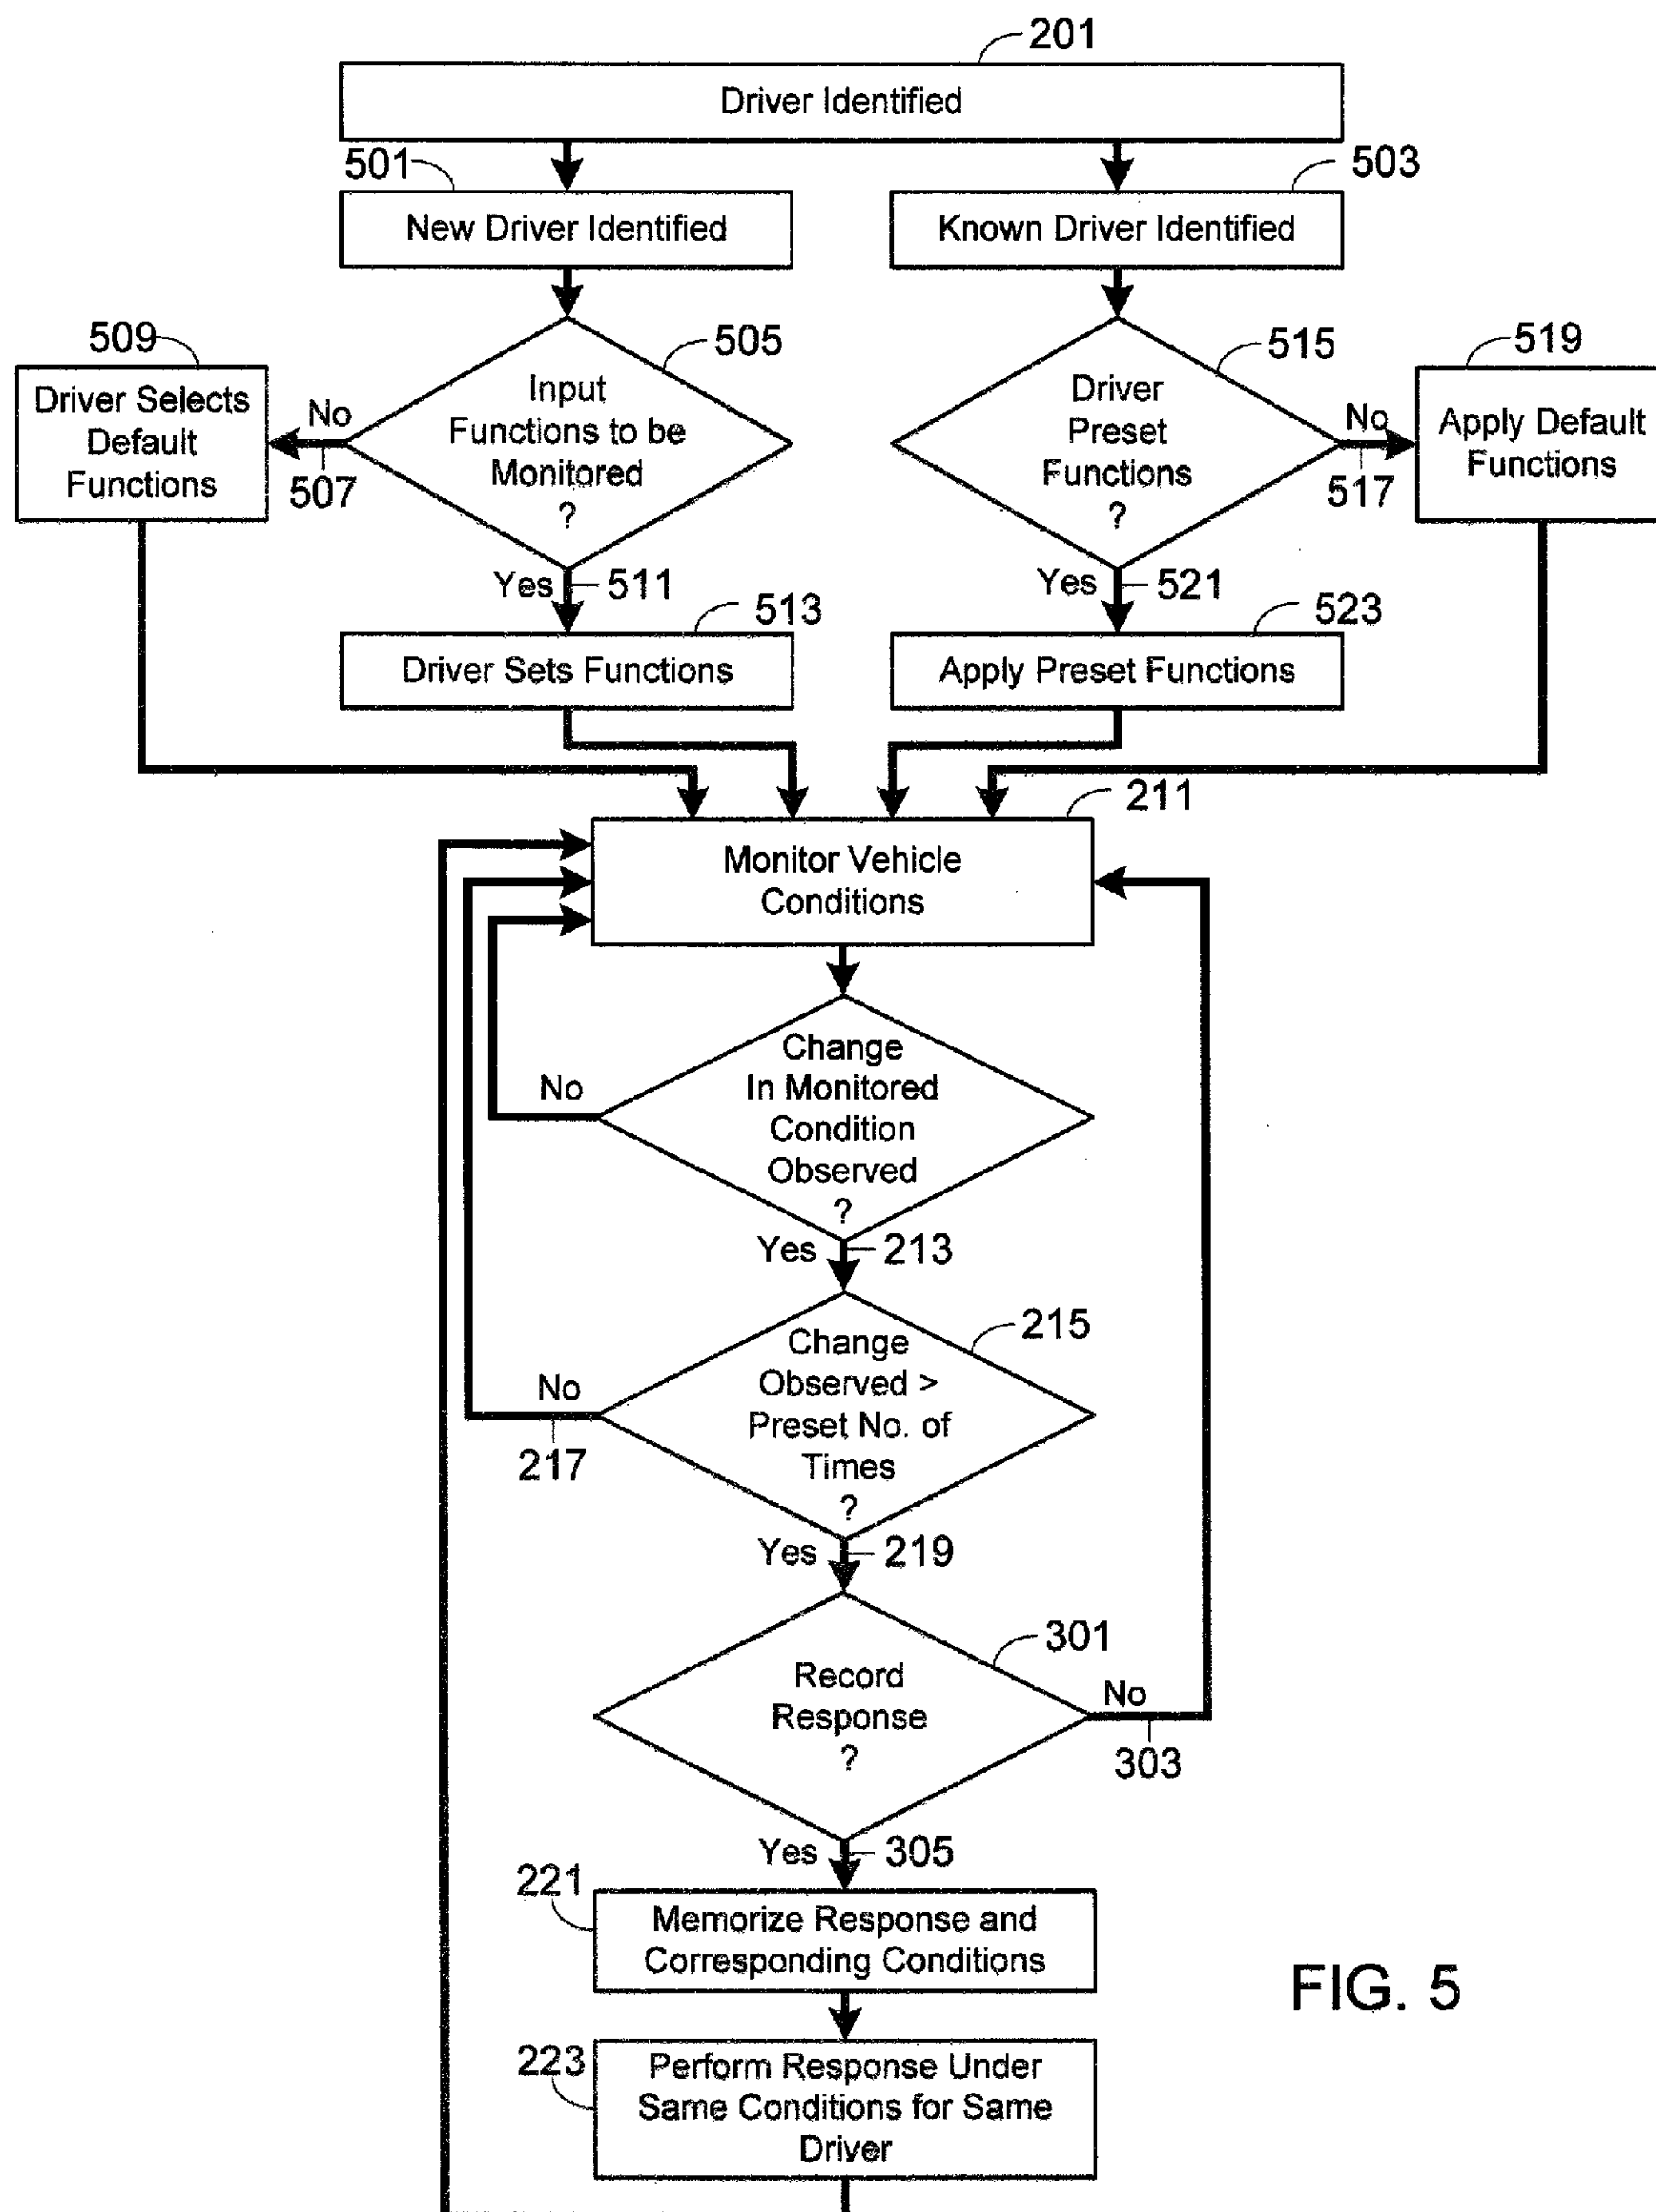 201
Driver Identified
501
503
New Driver Identified
Known Driver Identified
509
505
515
519
Driver Selects
Default
Functions
No
507
Input
Functions to be
Monitored
?
Driver
Preset
Functions
?
No
517
Apply Default
Functions
Yes
511
Yes
521
513
523
Driver Sets Functions
Apply Preset Functions
211
Monitor Vehicle
Conditions
Change
In Monitored
Condition
Observed
?
No
Yes
213
215
Change
Observed >
Preset No. of
Times
?
No
217
Yes
219
301
Record
Response
?
No
303
Yes
305
221
Memorize Response and
Corresponding Conditions
FIG. 5
223
Perform Response Under
Same Conditions for Same
Driver